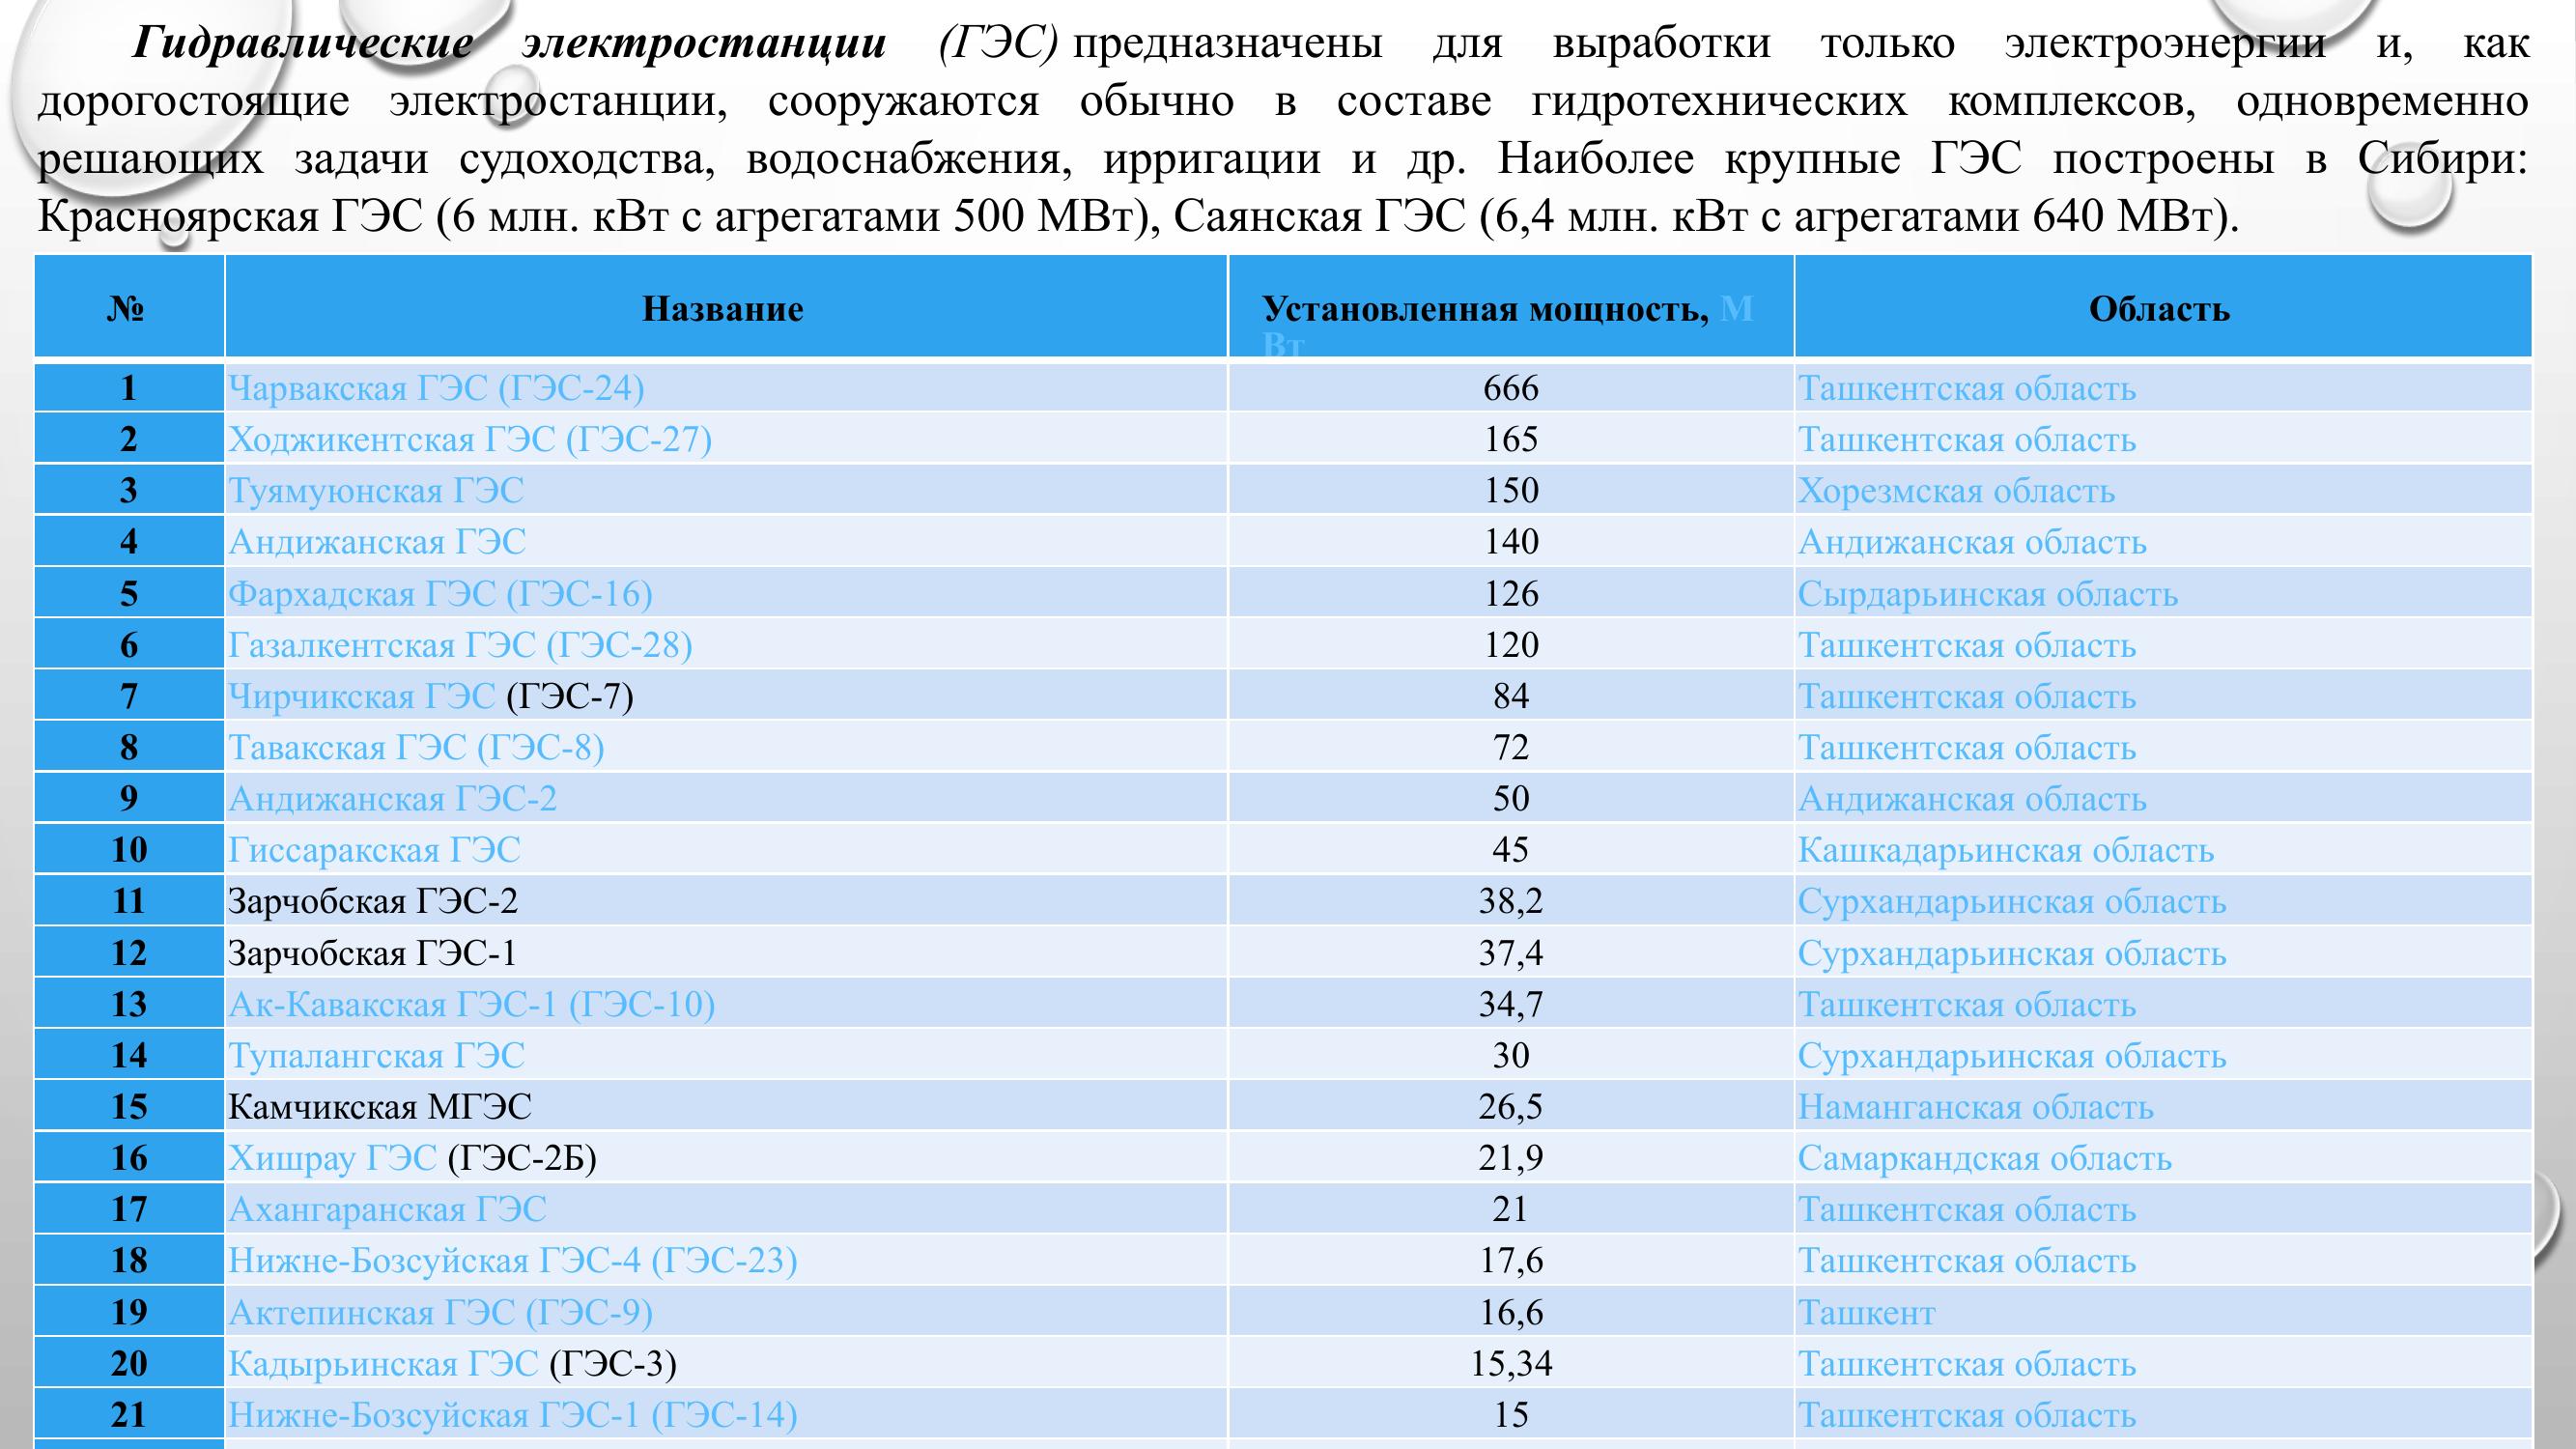 Гидравлические электростанции (ГЭС) предназначены для выработки только электроэнергии и, как
дорогостоящие электростанции, сооружаются обычно в составе гидротехнических комплексов, одновременно
решающих задачи судоходства, водоснабжения, ирригации и др. Наиболее крупные ГЭС построены в Сибири:
Красноярская ГЭС (6 млн. кВт с агрегатами 500 МВт), Саянская ГЭС (6,4 млн. кВт с агрегатами 640 МВт).
№ Название Установленная мощность, М
Вт
Область
1 Чарвакская ГЭС (ГЭС-24) 666 Ташкентская область
2 Ходжикентская ГЭС (ГЭС-27) 165 Ташкентская область
3 Туямуюнская ГЭС 150 Хорезмская область
4 Андижанская ГЭС 140 Андижанская область
5 Фархадская ГЭС (ГЭС-16) 126 Сырдарьинская область
6 Газалкентская ГЭС (ГЭС-28) 120 Ташкентская область
7 Чирчикская ГЭС (ГЭС-7) 84 Ташкентская область
8 Тавакская ГЭС (ГЭС-8) 72 Ташкентская область
9 Андижанская ГЭС-2 50 Андижанская область
10 Гиссаракская ГЭС 45 Кашкадарьинская область
11 Зарчобская ГЭС-2 38,2 Сурхандарьинская область
12 Зарчобская ГЭС-1 37,4 Сурхандарьинская область
13 Ак-Кавакская ГЭС-1 (ГЭС-10) 34,7 Ташкентская область
14 Тупалангская ГЭС 30 Сурхандарьинская область
15 Камчикская МГЭС 26,5 Наманганская область
16 Хишрау ГЭС (ГЭС-2Б) 21,9 Самаркандская область
17 Ахангаранская ГЭС 21 Ташкентская область
18 Нижне-Бозсуйская ГЭС-4 (ГЭС-23) 17,6 Ташкентская область
19 Актепинская ГЭС (ГЭС-9) 16,6 Ташкент
20 Кадырьинская ГЭС (ГЭС-3) 15,34 Ташкентская область
21 Нижне-Бозсуйская ГЭС-1 (ГЭС-14) 15 Ташкентская область